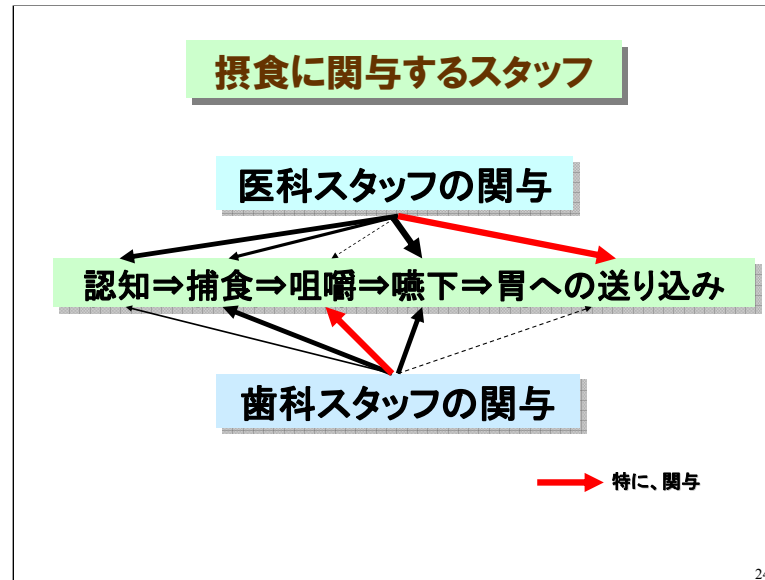 摂食に関与するスタッフ
医科スタッフの関与
認知⇒捕食⇒咀嚼⇒嚥下⇒胃への送り込み
歯科スタッフの関与
特に、関与
24